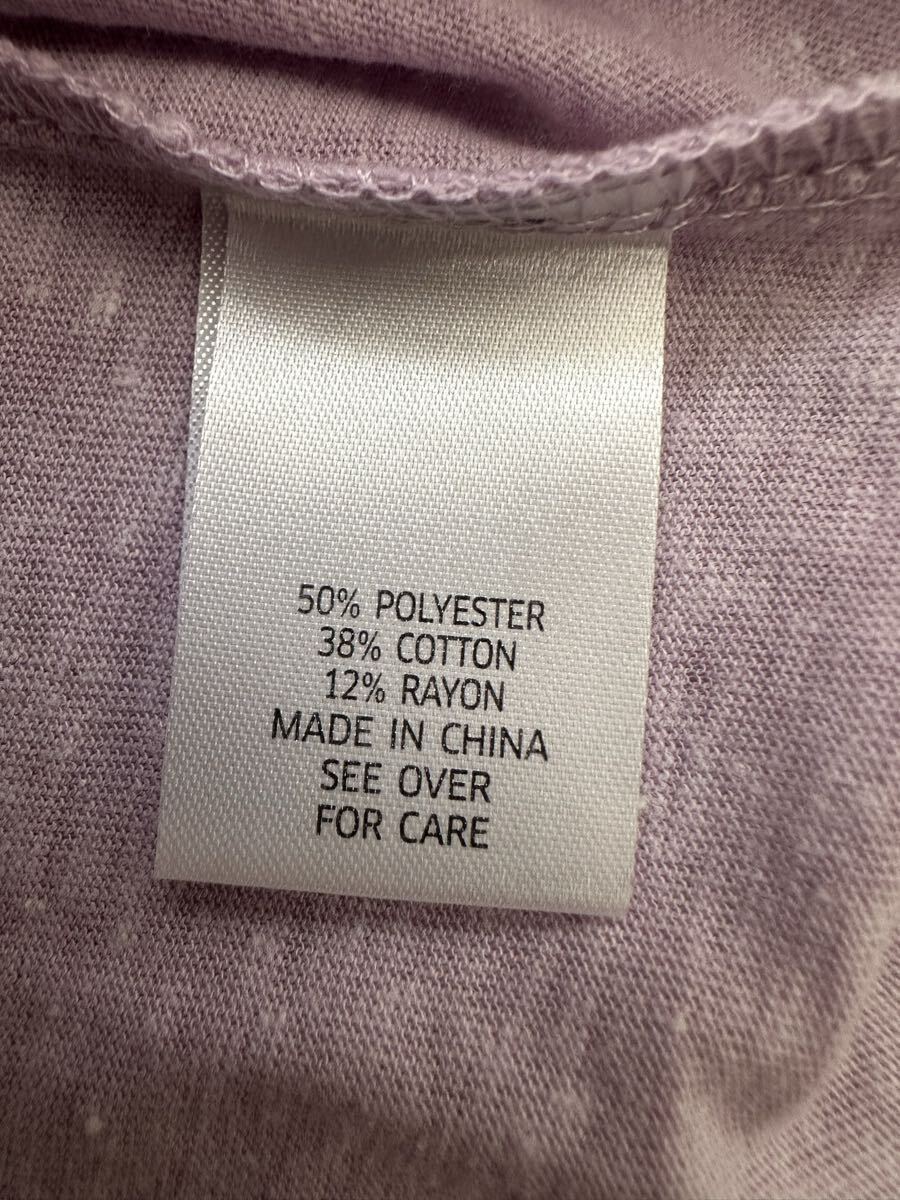 50% POLYESTER
38% COTTON
12% RAYON
MADE IN CHINA
SEE OVER
FOR CARE